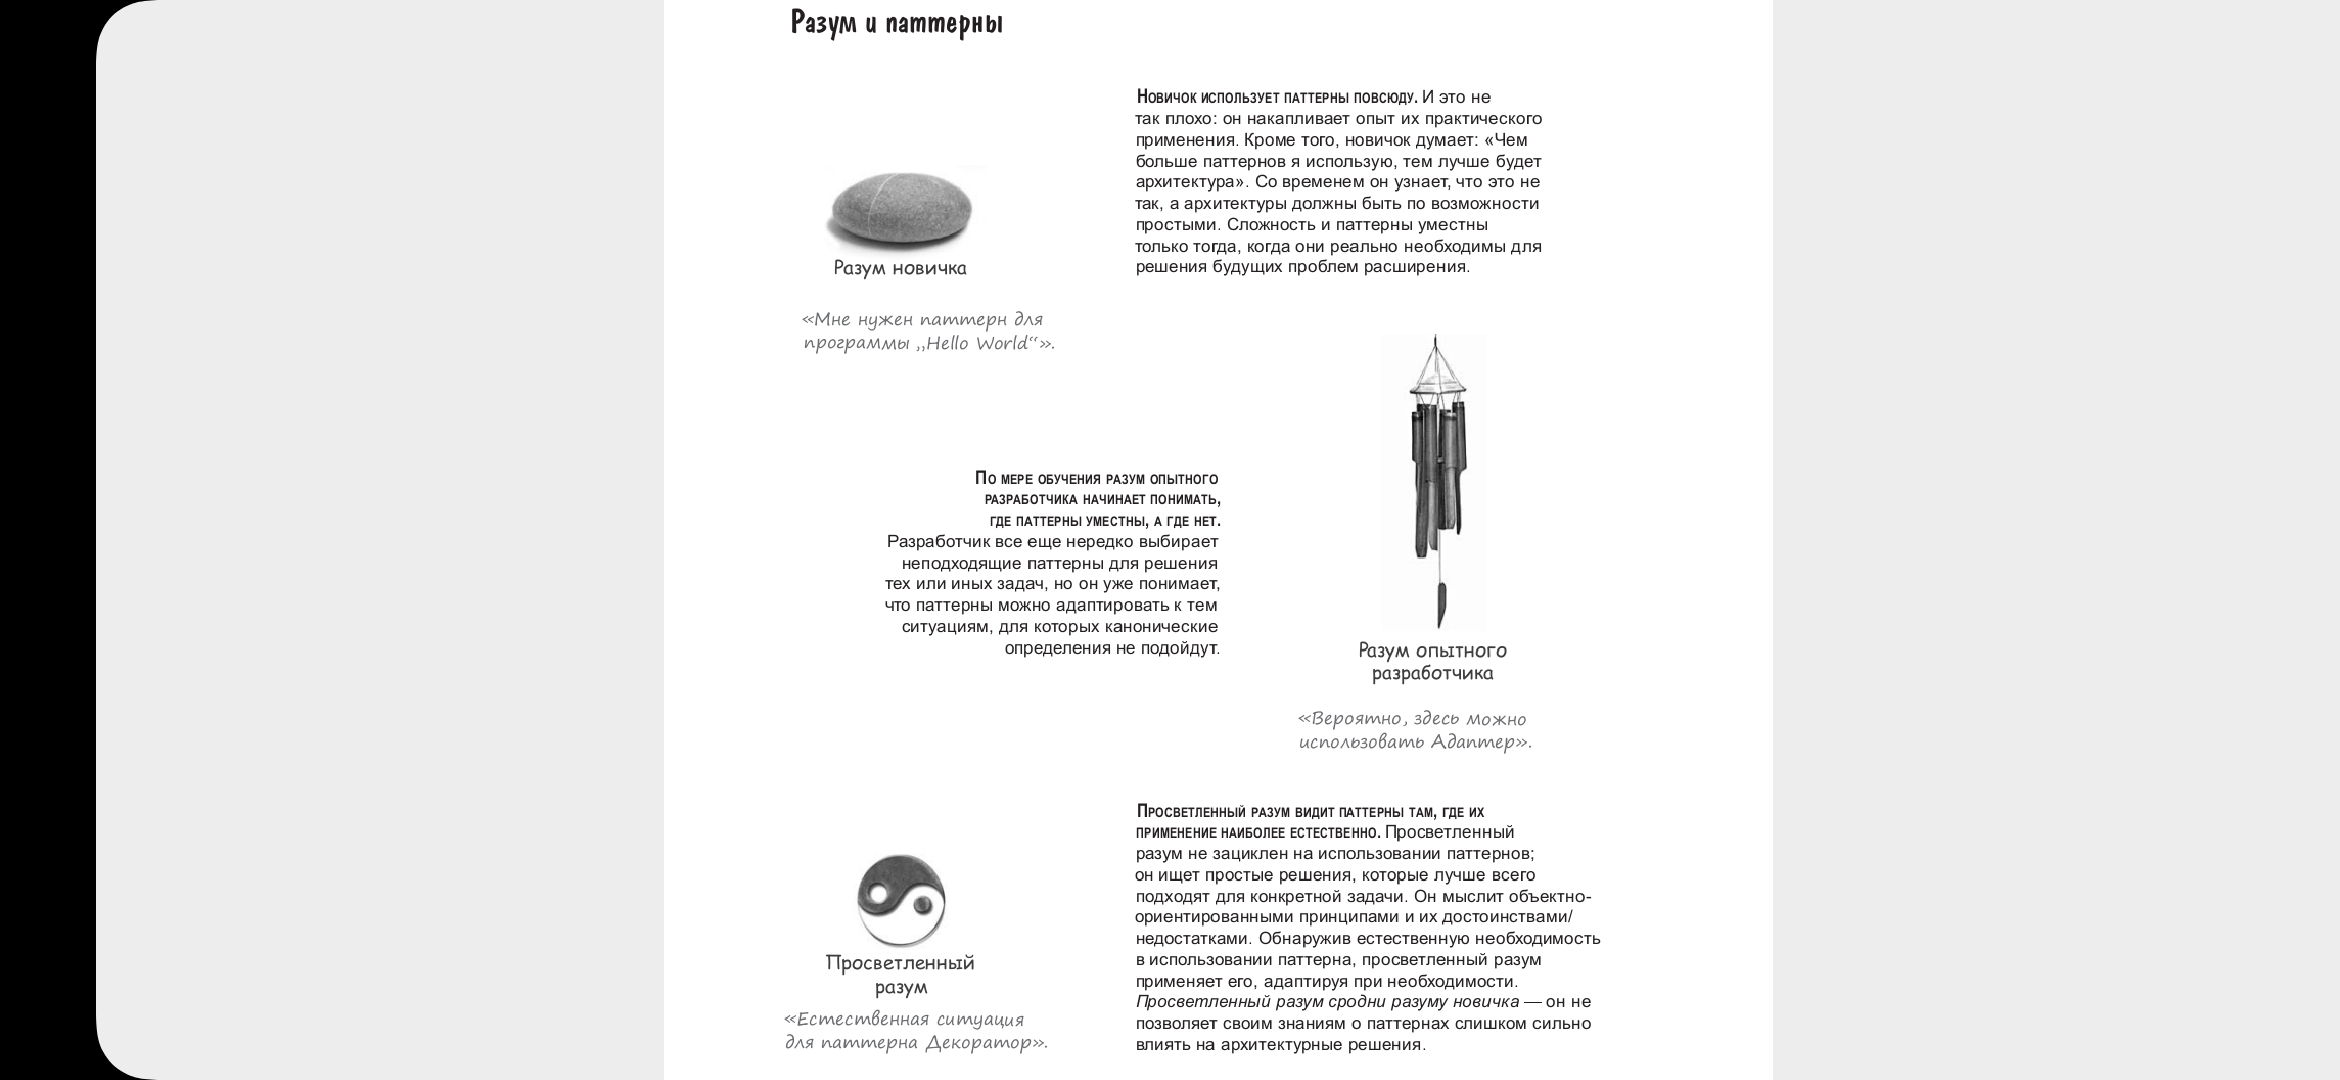 Разум и паттерны
Новичок использует паттерны повсюду. И это не
так плохо: он накапливает опыт их практического
применения. Кроме того, новичок думает: «Чем
больше паттернов я использую, тем лучше будет
архитектура». Со временем он узнает, что это не
так, а архитектуры должны быть по возможности
простыми. Сложность и паттерны уместны
только тогда, когда они реально необходимы для
решения будущих проблем расширения.
Разум новичка
«Мне нужен паттерн для
программы „Hello World“».
По мере обучения разум опытного
разработчика начинает понимать,
где паттерны уместны, а где нет.
Разработчик все еще нередко выбирает
неподходящие паттерны для решения
тех или иных задач, но он уже понимает,
что паттерны можно адаптировать к тем
ситуациям, для которых канонические
определения не подойдут.
Разум опытного
разработчика
«Вероятно, здесь можно
использовать Адаптер».
Просветленный разум видит паттерны там, где их
применение наиболее естественно. Просветленный
разум не зациклен на использовании паттернов;
он ищет простые решения, которые лучше всего
подходят для конкретной задачи. Он мыслит объектно-
ориентированными принципами и их достоинствами/
недостатками. Обнаружив естественную необходимость
в использовании паттерна, просветленный разум
применяет его, адаптируя при необходимости.
Просветленный разум сродни разуму новичка — он не
позволяет своим знаниям о паттернах слишком сильно
влиять на архитектурные решения.
Просветленный
разум
«Естественная ситуация
для паттерна Декоратор».